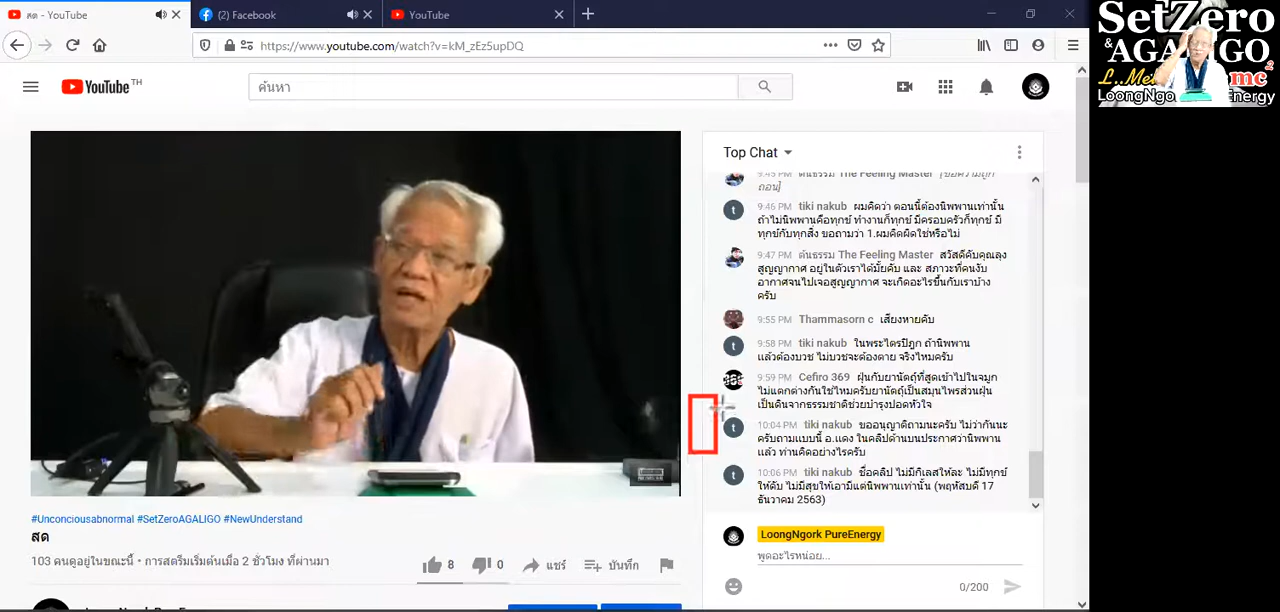 สด - YouTube
(2) Facebook
YouTube
https://www.youtube.com/watch?v=kM_zEz5upDQ
SetZero
& AGALIGO
mc²
LoongNgo
Energy
YouTube TH
ค้นหา
Top Chat
9:45 PM ต้นธรรม The Feeling Master [ข้อความถูก
ถอน]
9:46 PM tiki nakub ผมคิดว่า ตอนนี้ต้องนิพพานเท่านั้น
ถ้าไม่นิพพานคือทุกข์ ทำงานก็ทุกข์ มีครอบครัวก็ทุกข์ มี
ทุกข์กับทุกสิ่ง ขอถามว่า 1.ผมคิดผิดใช่หรือไม่
9:47 PM ต้นธรรม The Feeling Master สวัสดีคับคุณลุง
สูญญากาศ อยู่ในตัวเราได้มั้ยคับ และ สภาวะที่คนงับ
อากาศจนไปเจอสูญญากาศ จะเกิดอะไรขึ้นกับเราบ้าง
ครับ
9:55 PM Thammasorn c เสียงหายคับ
9:58 PM tiki nakub ในพระไตรปิฎก ถ้านิพพาน
แล้วต้องบวช ไม่บวชจะต้องตาย จริงไหมครับ
9:59 PM Cefiro 369 ฝุ่นกับยานัตถุ์ที่สุดเข้าไปในจมูก
ไม่แตกต่างกันใช่ไหมครับยานัตถุ์เป็นสมุนไพรส่วนฝุ่น
เป็นดินจากธรรมชาติช่วยบำรุงปอดหัวใจ
10:04 PM tiki nakub ขออนุญาติถามนะครับ ไม่ว่ากันนะ
ครับถามแบบนี้ อ.แดง ในคลิปด้านบนประกาศว่านิพพาน
แล้ว ท่านคิดอย่างไรครับ
10:06 PM tiki nakub ชื่อคลิป ไม่มีกิเลสให้ละ ไม่มีทุกข์
ให้ดับ ไม่มีสุขให้เอามีแต่นิพพานเท่านั้น (พฤหัสบดี 17
ธันวาคม 2563)
LoongNgork PureEnergy
พูดอะไรหน่อย...
0/200
#Unconciousabnormal #SetZeroAGALIGO #NewUnderstand
สด
103 คนดูอยู่ในขณะนี้ • การสตรีมเริ่มต้นเมื่อ 2 ชั่วโมง ที่ผ่านมา
8
0
แชร์
บันทึก